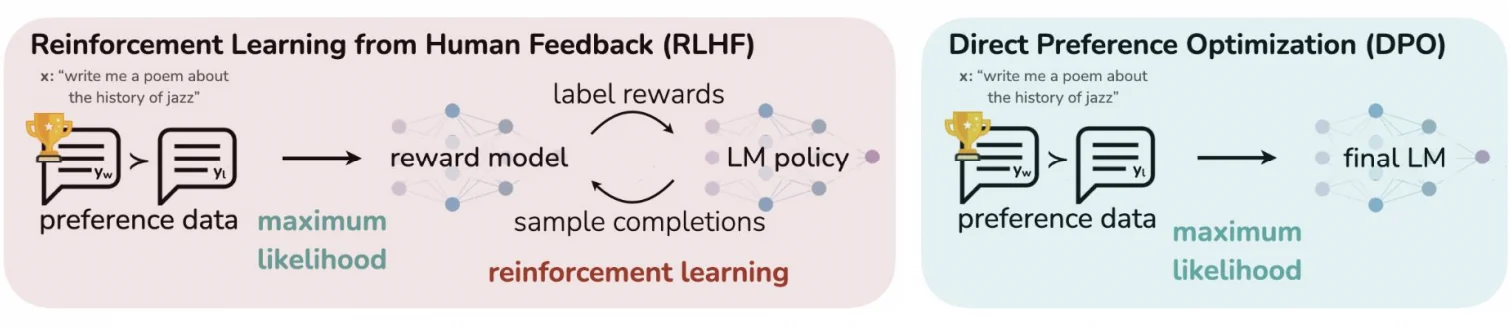 Reinforcement Learning from Human Feedback (RLHF)
x: “write me a poem about
the history of jazz”
label rewards
reward model
LM policy
yw
≻
yl
preference data
sample completions
maximum
likelihood
reinforcement learning
Direct Preference Optimization (DPO)
x: “write me a poem about
the history of jazz”
yw
≻
yl
final LM
preference data
maximum
likelihood